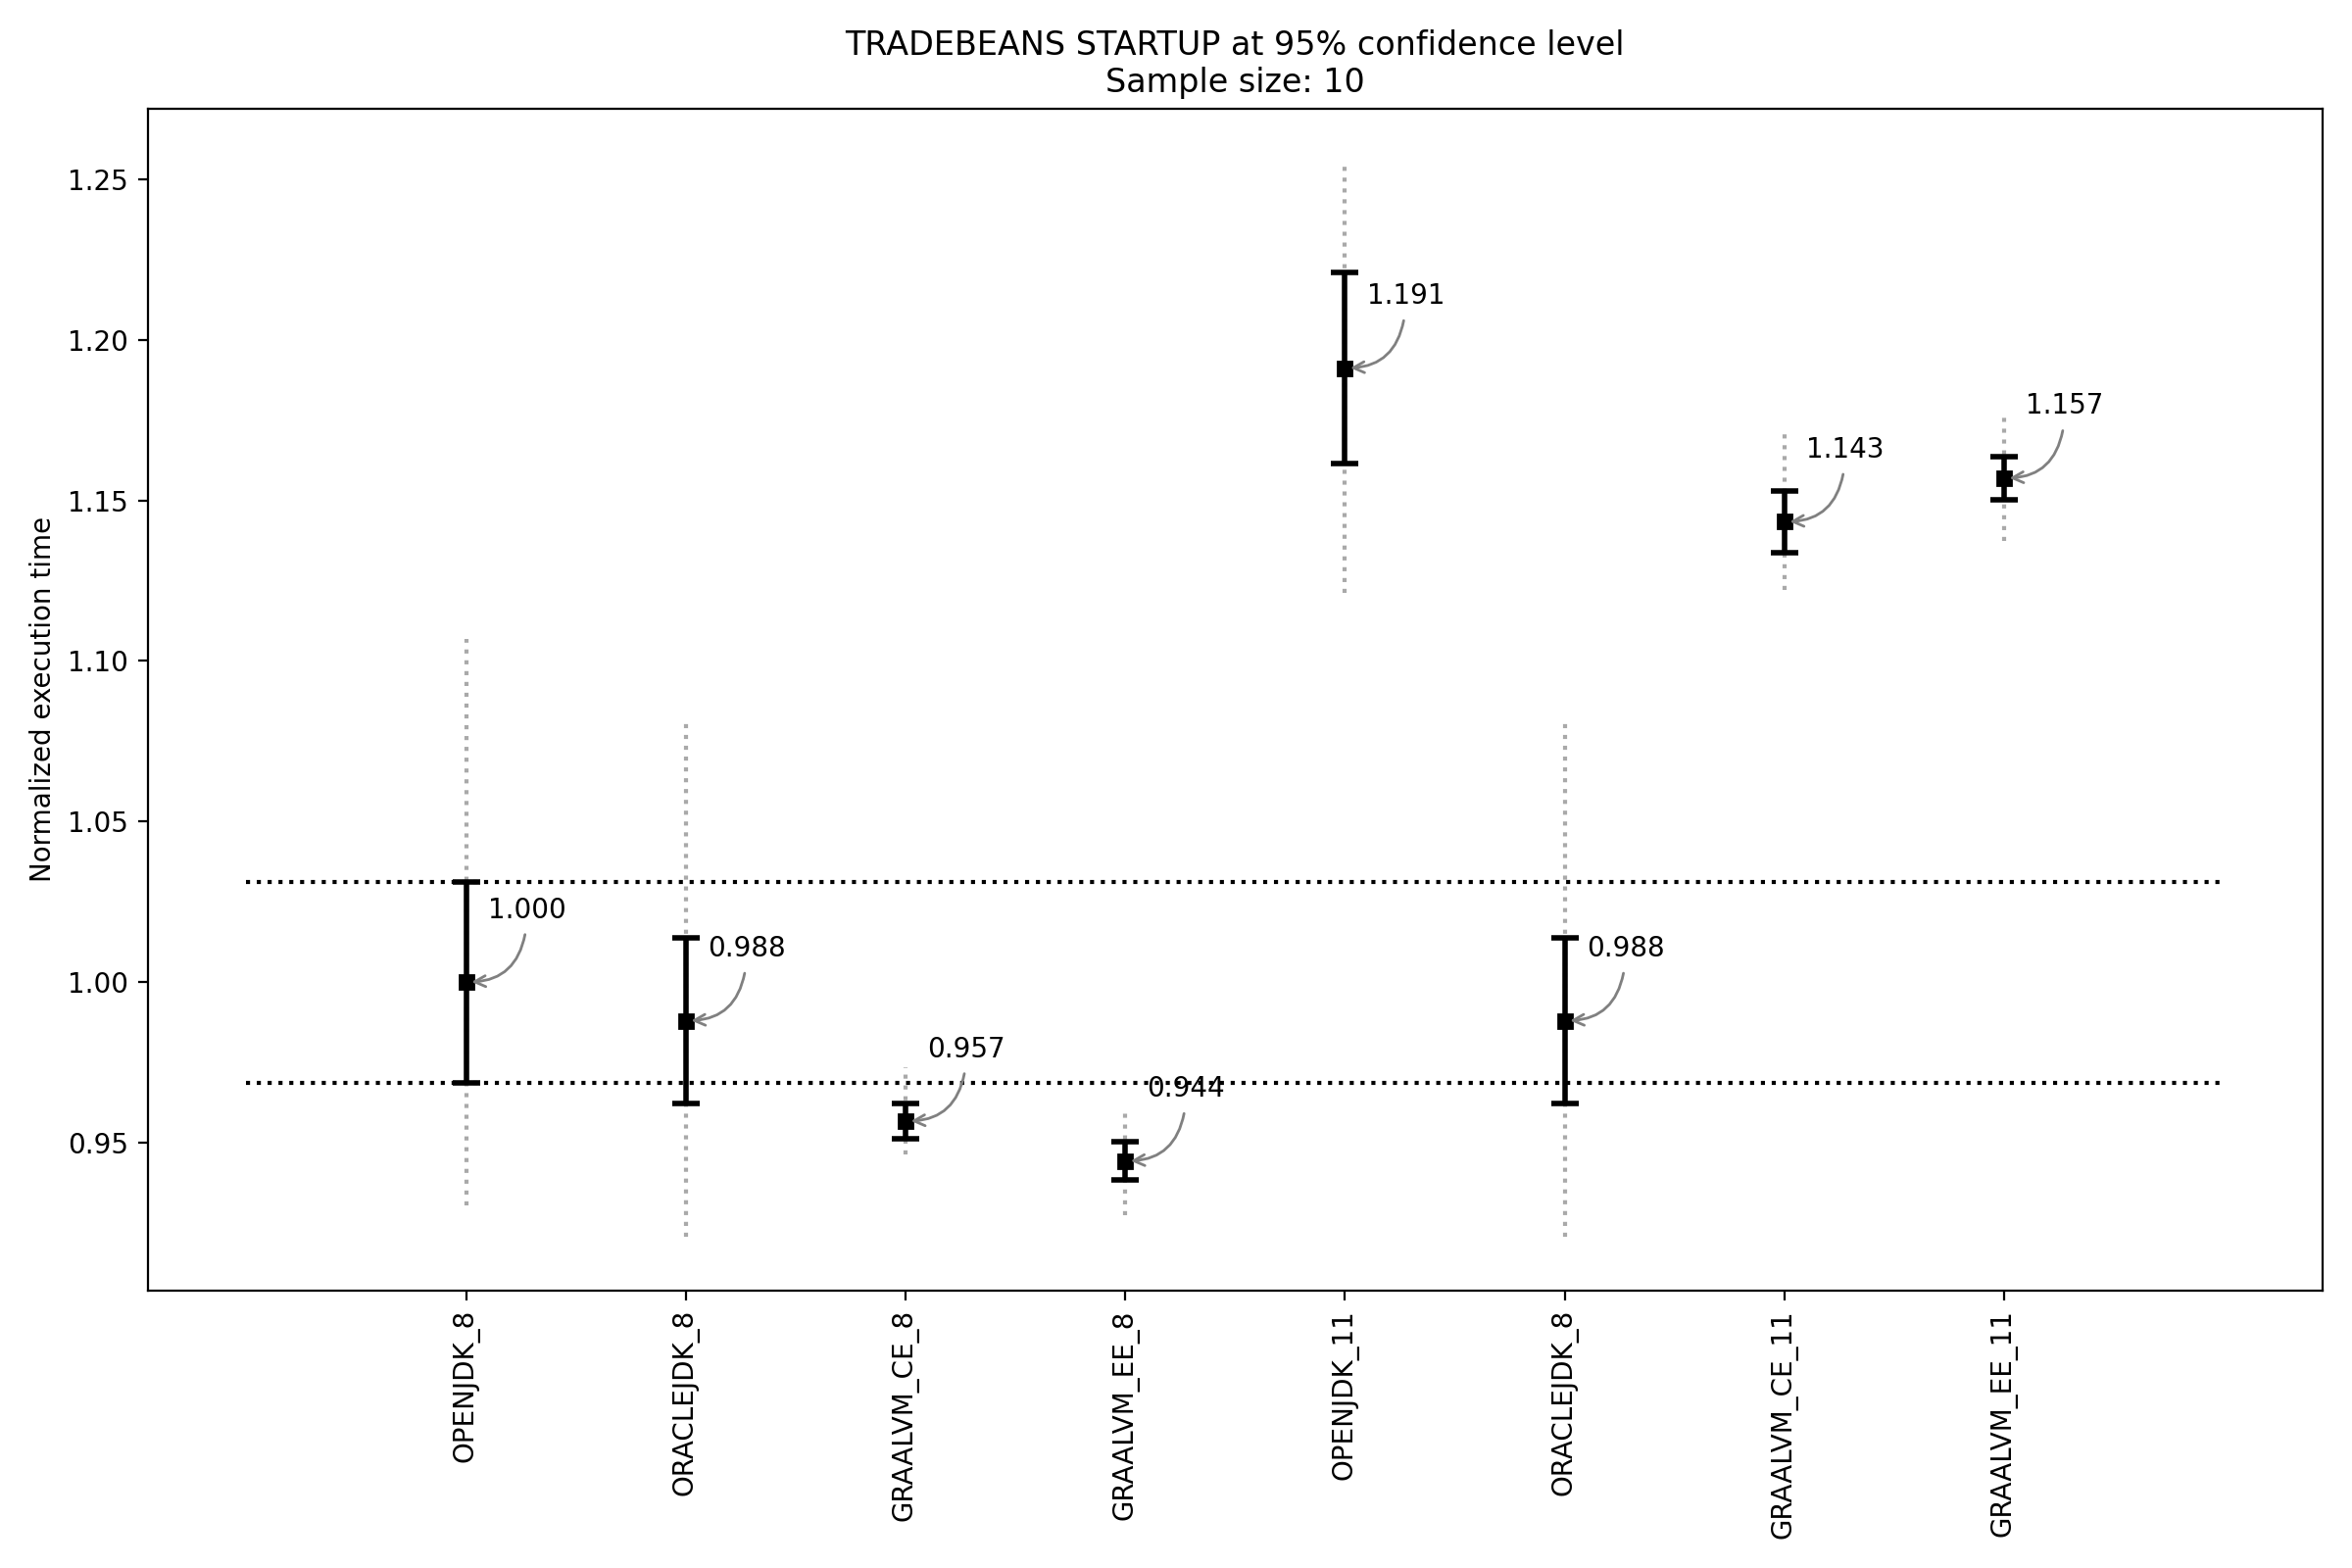 TRADEBEANS STARTUP at 95% confidence level
Sample size: 10
Normalized execution time
1.25
1.20
1.15
1.10
1.05
1.00
0.95
1.000
0.988
0.957
0.944
1.191
0.988
1.143
1.157
OPENJDK_8
ORACLEJDK_8
GRAALVM_CE_8
GRAALVM_EE_8
OPENJDK_11
ORACLEJDK_8
GRAALVM_CE_11
GRAALVM_EE_11